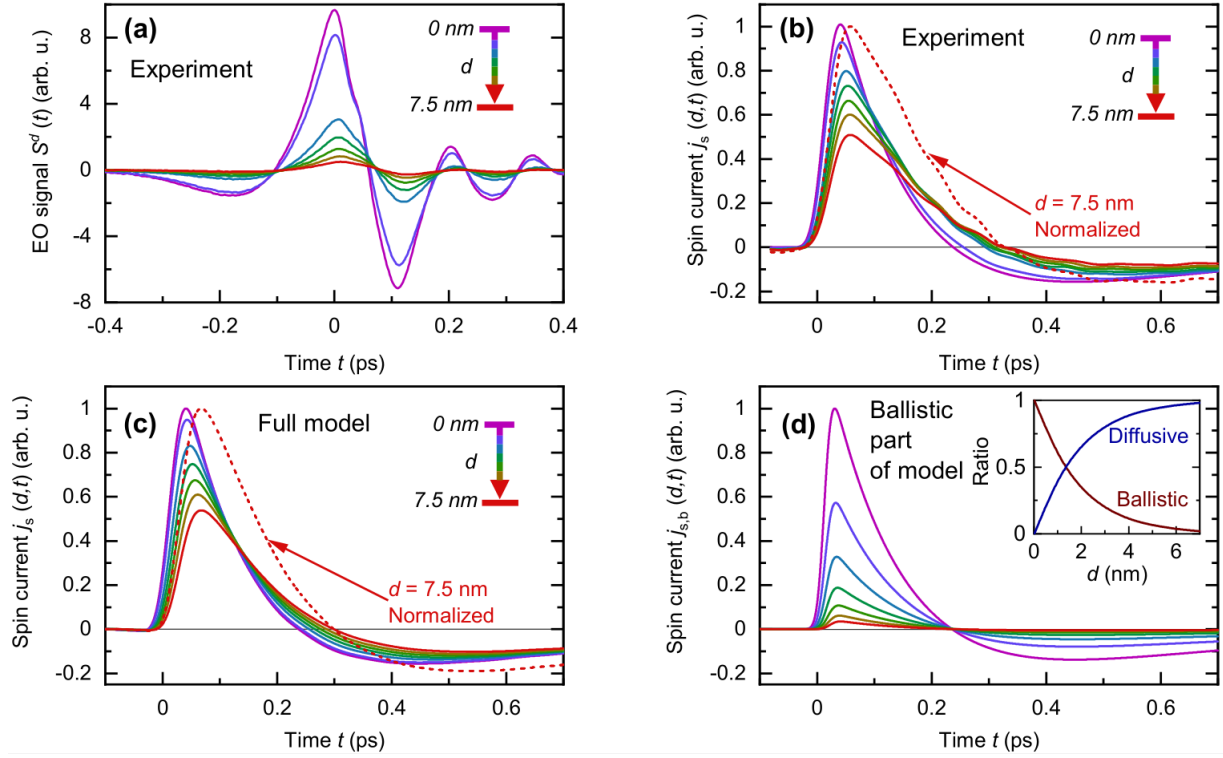 (a)
Experiment
0 nm
d
7.5 nm
8
4
0
-4
-8
EO signal S^d (t) (arb. u.)
-0.4
-0.2
0
0.2
0.4
Time t (ps)
(b)
Experiment
0 nm
d
7.5 nm
d = 7.5 nm
Normalized
1
0.8
0.6
0.4
0.2
0
-0.2
Spin current j_s (d,t) (arb. u.)
0
0.2
0.4
0.6
Time t (ps)
(c)
Full model
0 nm
d
7.5 nm
d = 7.5 nm
Normalized
1
0.8
0.6
0.4
0.2
0
-0.2
Spin current j_s (d,t) (arb. u.)
0
0.2
0.4
0.6
Time t (ps)
(d)
Ballistic
part
of model
1
0.8
0.6
0.4
0.2
0
-0.2
Spin current j_s,b (d,t) (arb. u.)
0
0.2
0.4
0.6
Time t (ps)
1
0.5
0
Ratio
Diffusive
Ballistic
0
2
4
6
d (nm)